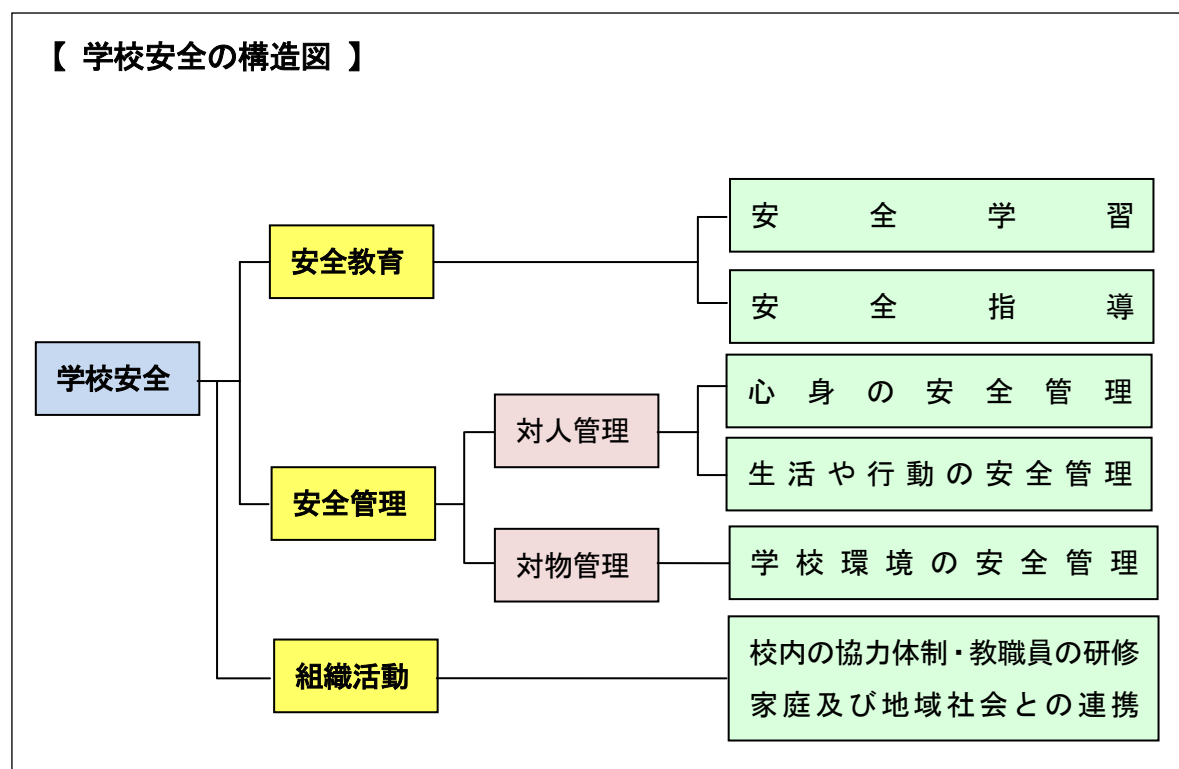 【 学校安全の構造図 】
安全学習
安全教育
安全指導
学校安全
心身の安全管理
対人管理
生活や行動の安全管理
安全管理
対物管理
学校環境の安全管理
組織活動
校内の協力体制・教職員の研修
家庭及び地域社会との連携